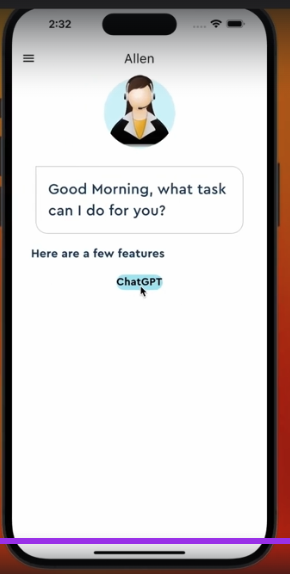 2:32
Allen
Good Morning, what task
can I do for you?
Here are a few features
ChatGPT